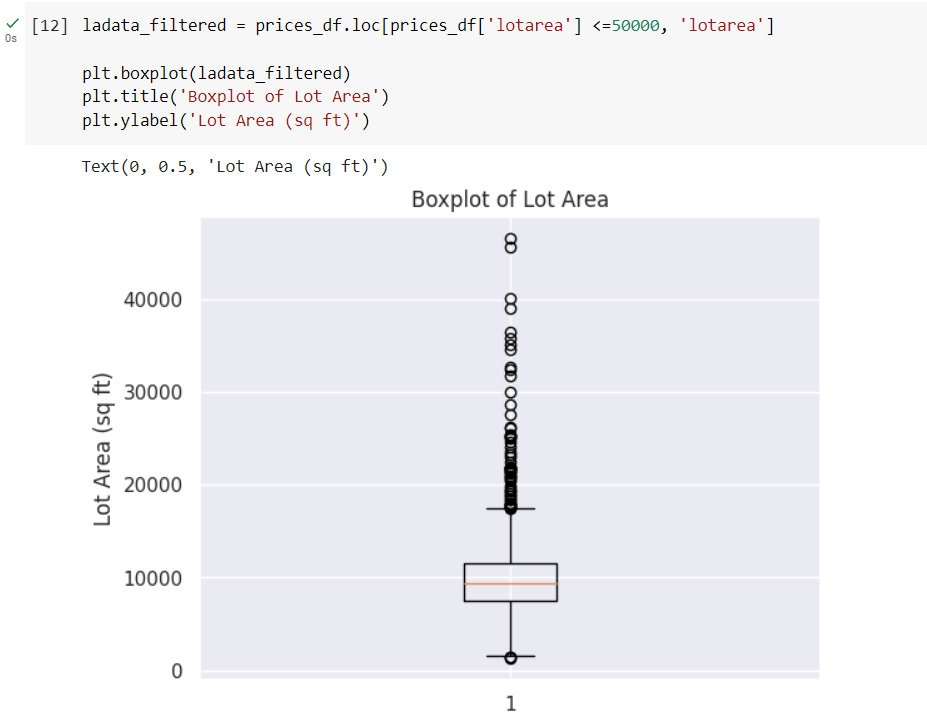 [12] ladata_filtered = prices_df.loc[prices_df['lotarea'] <=50000, 'lotarea']
0s
plt.boxplot(ladata_filtered)
plt.title('Boxplot of Lot Area')
plt.ylabel('Lot Area (sq ft)')
Text(0, 0.5, 'Lot Area (sq ft)')
Boxplot of Lot Area
Lot Area (sq ft)
40000
30000
20000
10000
0
1